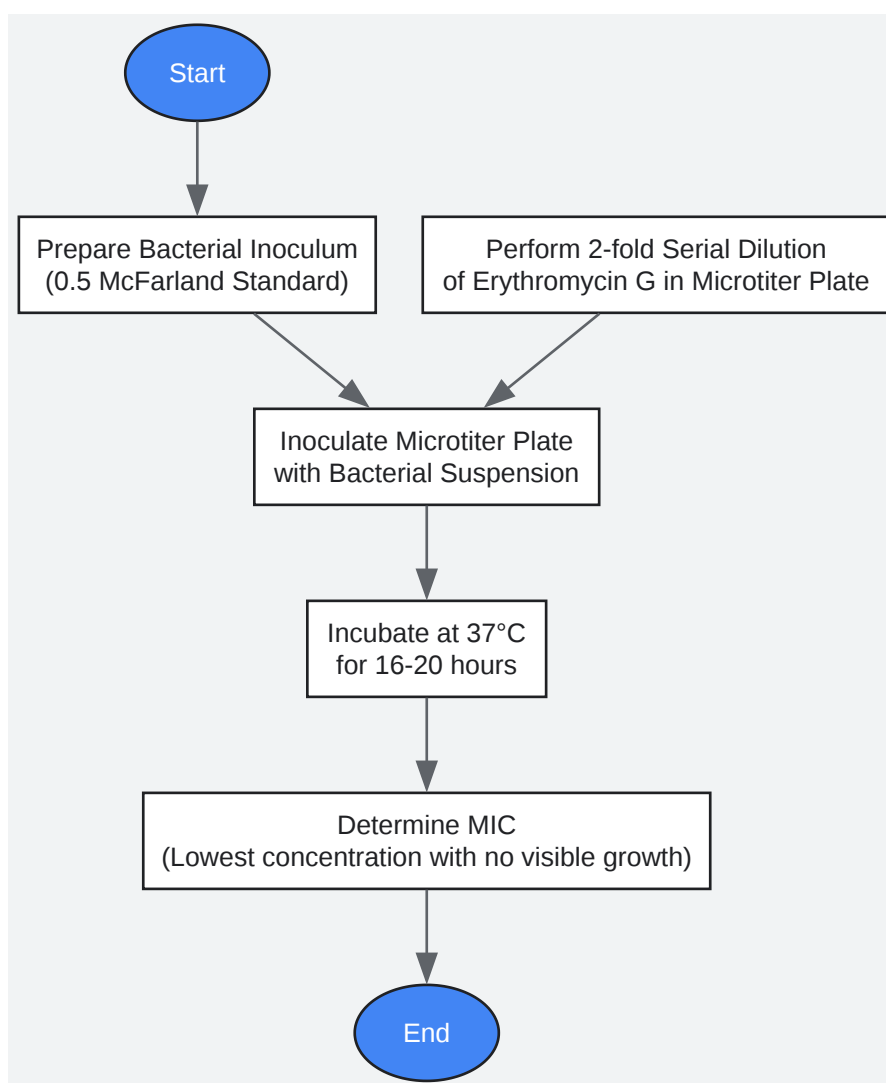 Start
Prepare Bacterial Inoculum
(0.5 McFarland Standard)
Perform 2-fold Serial Dilution
of Erythromycin G in Microtiter Plate
Inoculate Microtiter Plate
with Bacterial Suspension
Incubate at 37°C
for 16-20 hours
Determine MIC
(Lowest concentration with no visible growth)
End